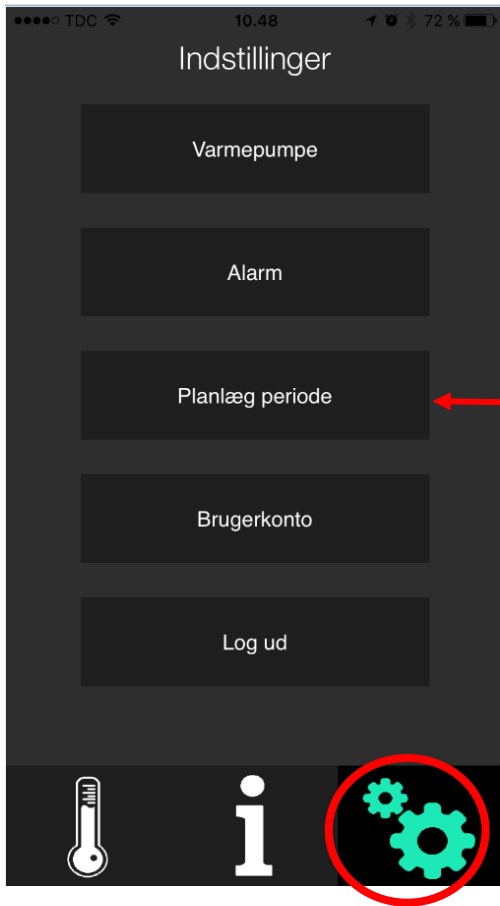 TDC 10.48 72 %
Indstillinger
Varmepumpe
Alarm
Planlæg periode
Brugerkonto
Log ud